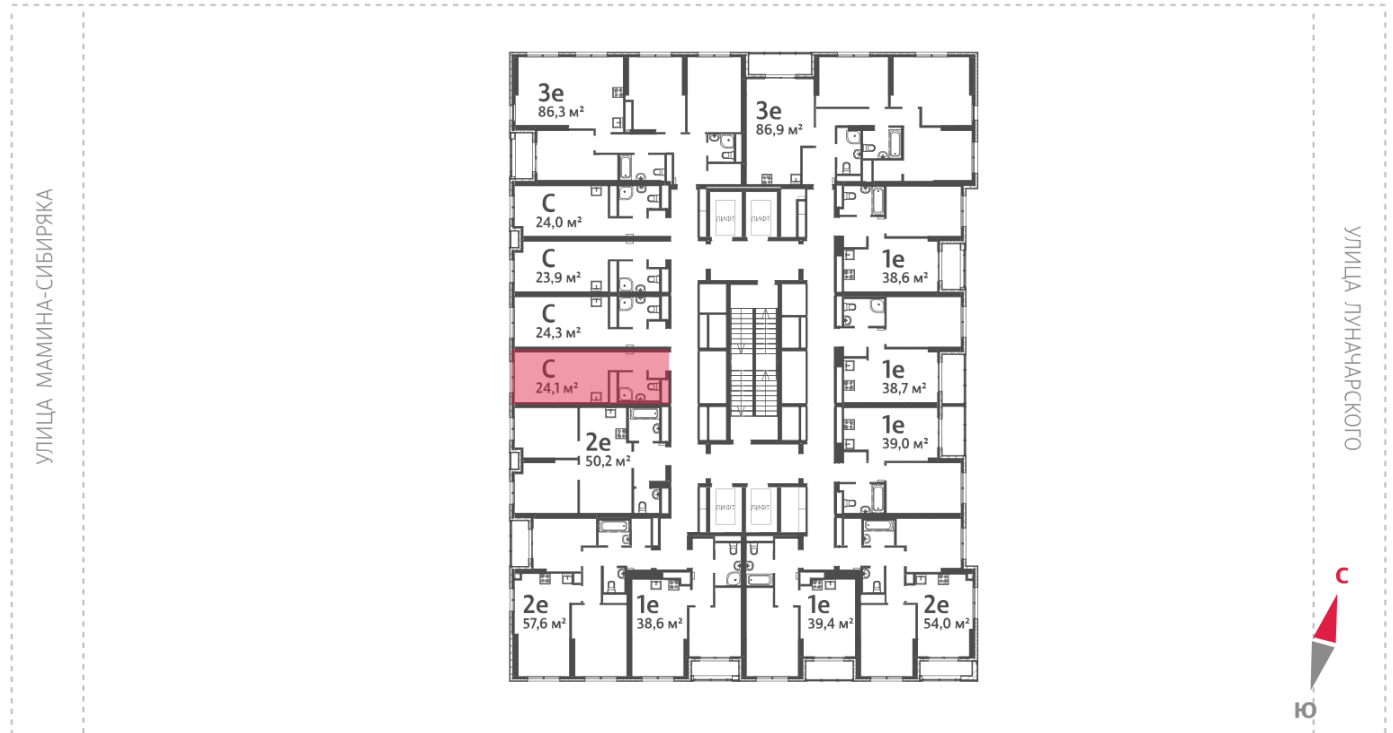 УЛИЦА МАМИНА-СИБИРЯКА
3е
86,3 м²
3е
86,9 м²
С
24,0 м²
ЛИФТ
ЛИФТ
С
23,9 м²
1е
38,6 м²
С
24,3 м²
С
24,1 м²
1е
38,7 м²
1е
39,0 м²
2е
50,2 м²
ЛИФТ
ЛИФТ
2е
57,6 м²
1е
38,6 м²
1е
39,4 м²
2е
54,0 м²
УЛИЦА ЛУНАЧАРСКОГО
С
Ю